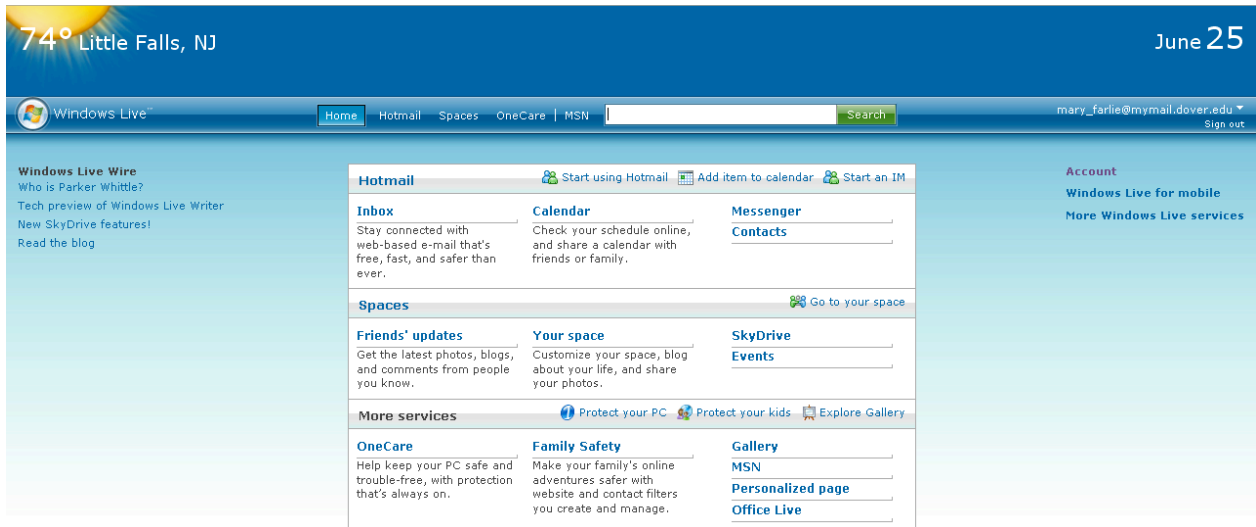 74° Little Falls, NJ
June 25
Windows Live™
Home Hotmail Spaces OneCare | MSN Search
mary_farlie@mymail.dover.edu
Sign out
Windows Live Wire
Who is Parker Whittle?
Tech preview of Windows Live Writer
New SkyDrive features!
Read the blog
Hotmail Start using Hotmail Add item to calendar Start an IM
Inbox
Stay connected with
web-based e-mail that's
free, fast, and safer than
ever.
Calendar
Check your schedule online,
and share a calendar with
friends or family.
Messenger
Contacts
Spaces Go to your space
Friends' updates
Get the latest photos, blogs,
and comments from people
you know.
Your space
Customize your space, blog
about your life, and share
your photos.
SkyDrive
Events
More services Protect your PC Protect your kids Explore Gallery
OneCare
Help keep your PC safe and
trouble-free, with protection
that's always on.
Family Safety
Make your family's online
adventures safer with
website and contact filters
you create and manage.
Gallery
MSN
Personalized page
Office Live
Account
Windows Live for mobile
More Windows Live services